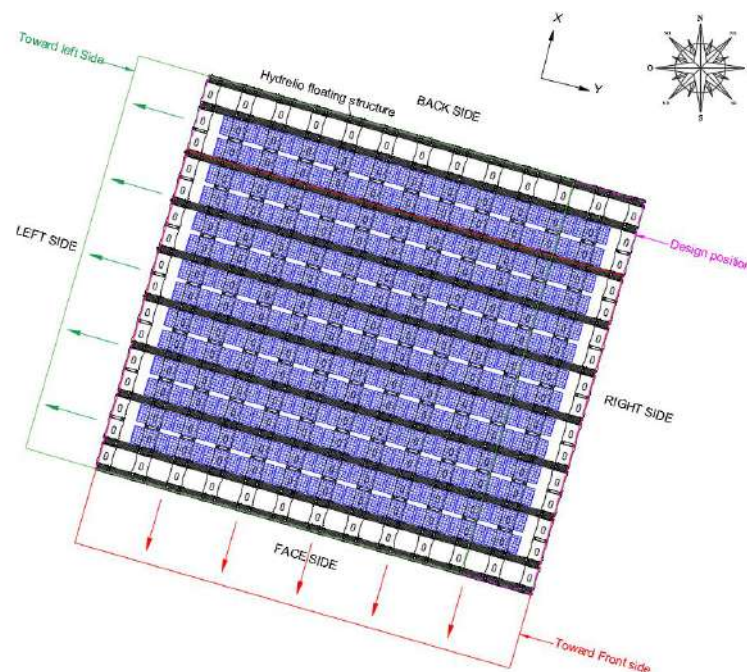 Toward left Side
Hydrelio floating structure
BACK SIDE
X
Y
N
O
E
S
LEFT SIDE
Design position
RIGHT SIDE
FACE SIDE
Toward Front side